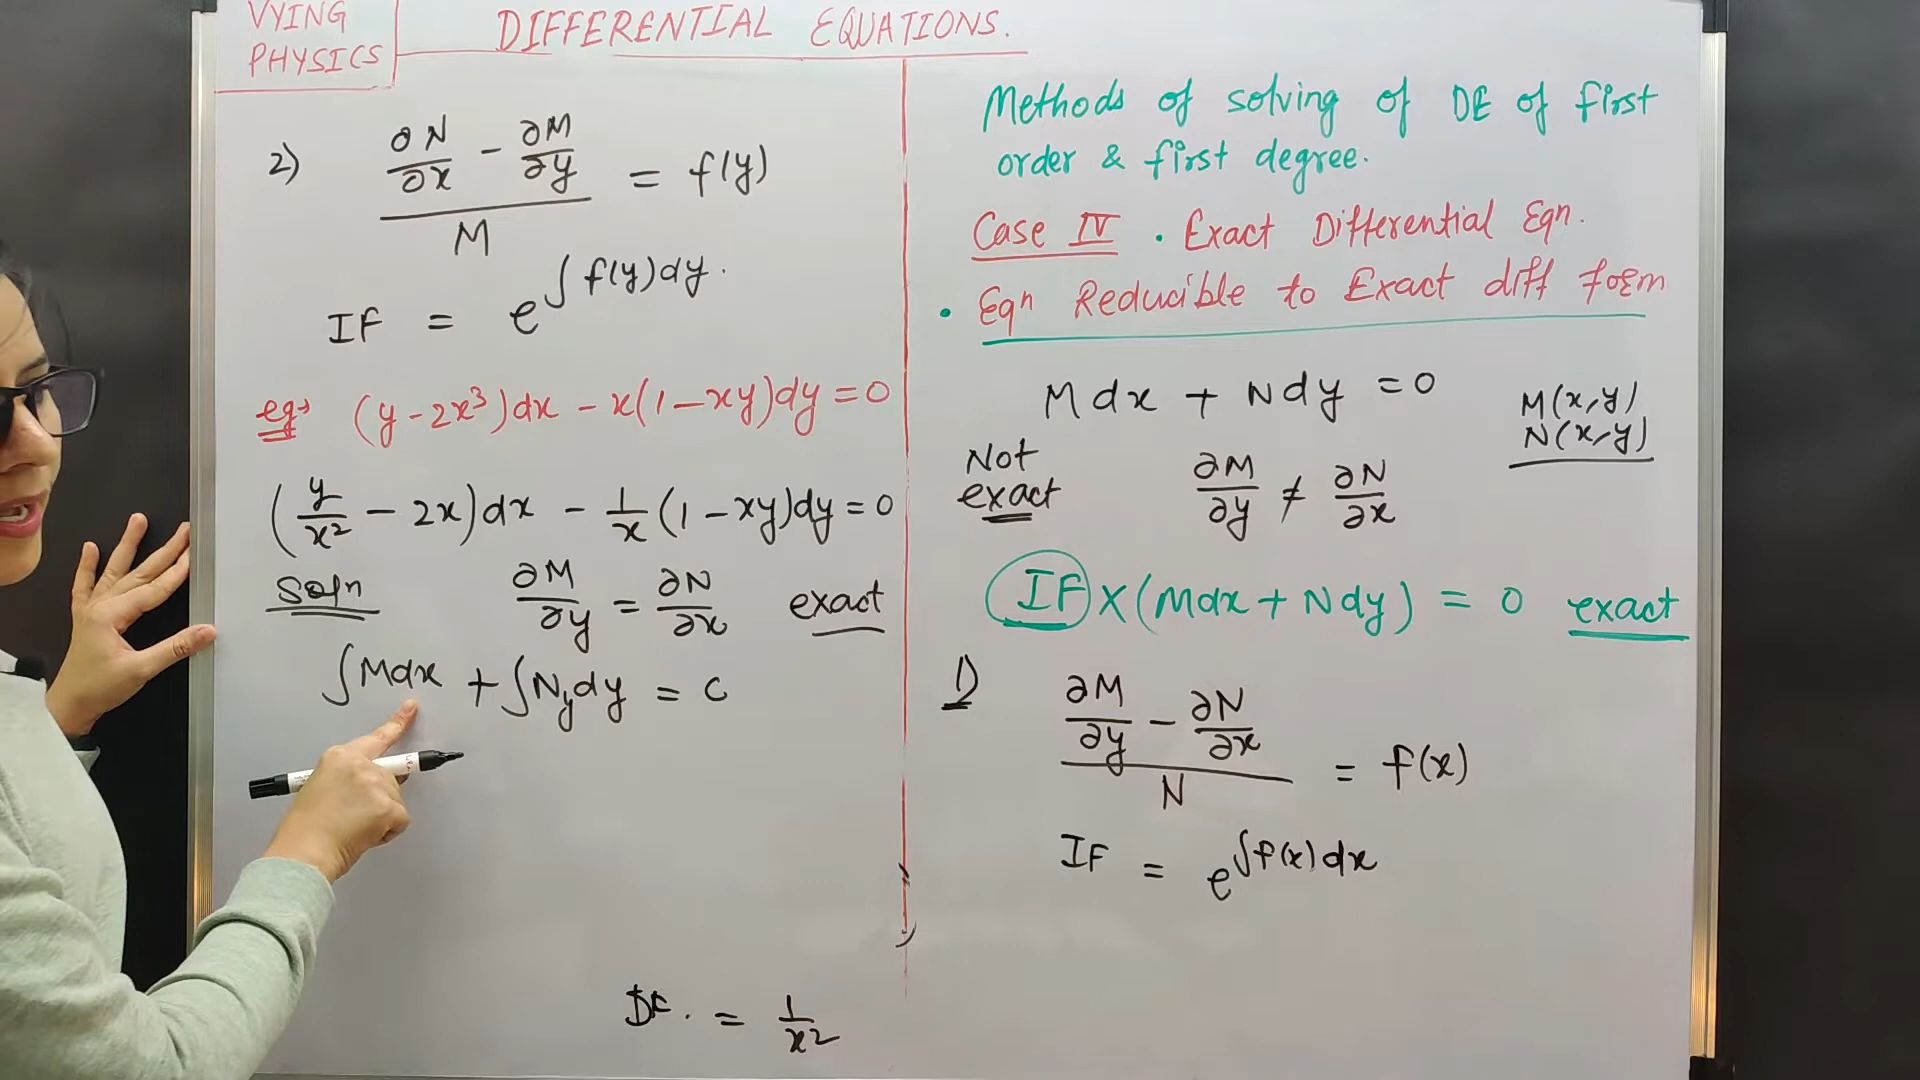 VYING
PHYSICS
DIFFERENTIAL EQUATIONS.
2) (∂N/∂x - ∂M/∂y) / M = f(y)
IF = e^∫f(y)dy.
eg→ (y-2x³)dx - x(1-xy)dy = 0
(y/x² - 2x)dx - 1/x (1-xy)dy = 0
Soln ∂M/∂y = ∂N/∂x exact
∫Mdx + ∫N_y dy = c
= 1/x²
Methods of solving of DE of first
order & first degree.
Case IV . Exact Differential Eqn.
• Eqn Reducible to Exact diff form
Mdx + Ndy = 0
M(x,y)
N(x,y)
Not
exact
∂M/∂y ≠ ∂N/∂x
IF X (Mdx + Ndy) = 0 exact
1) (∂M/∂y - ∂N/∂x) / N = f(x)
IF = e^∫f(x)dx